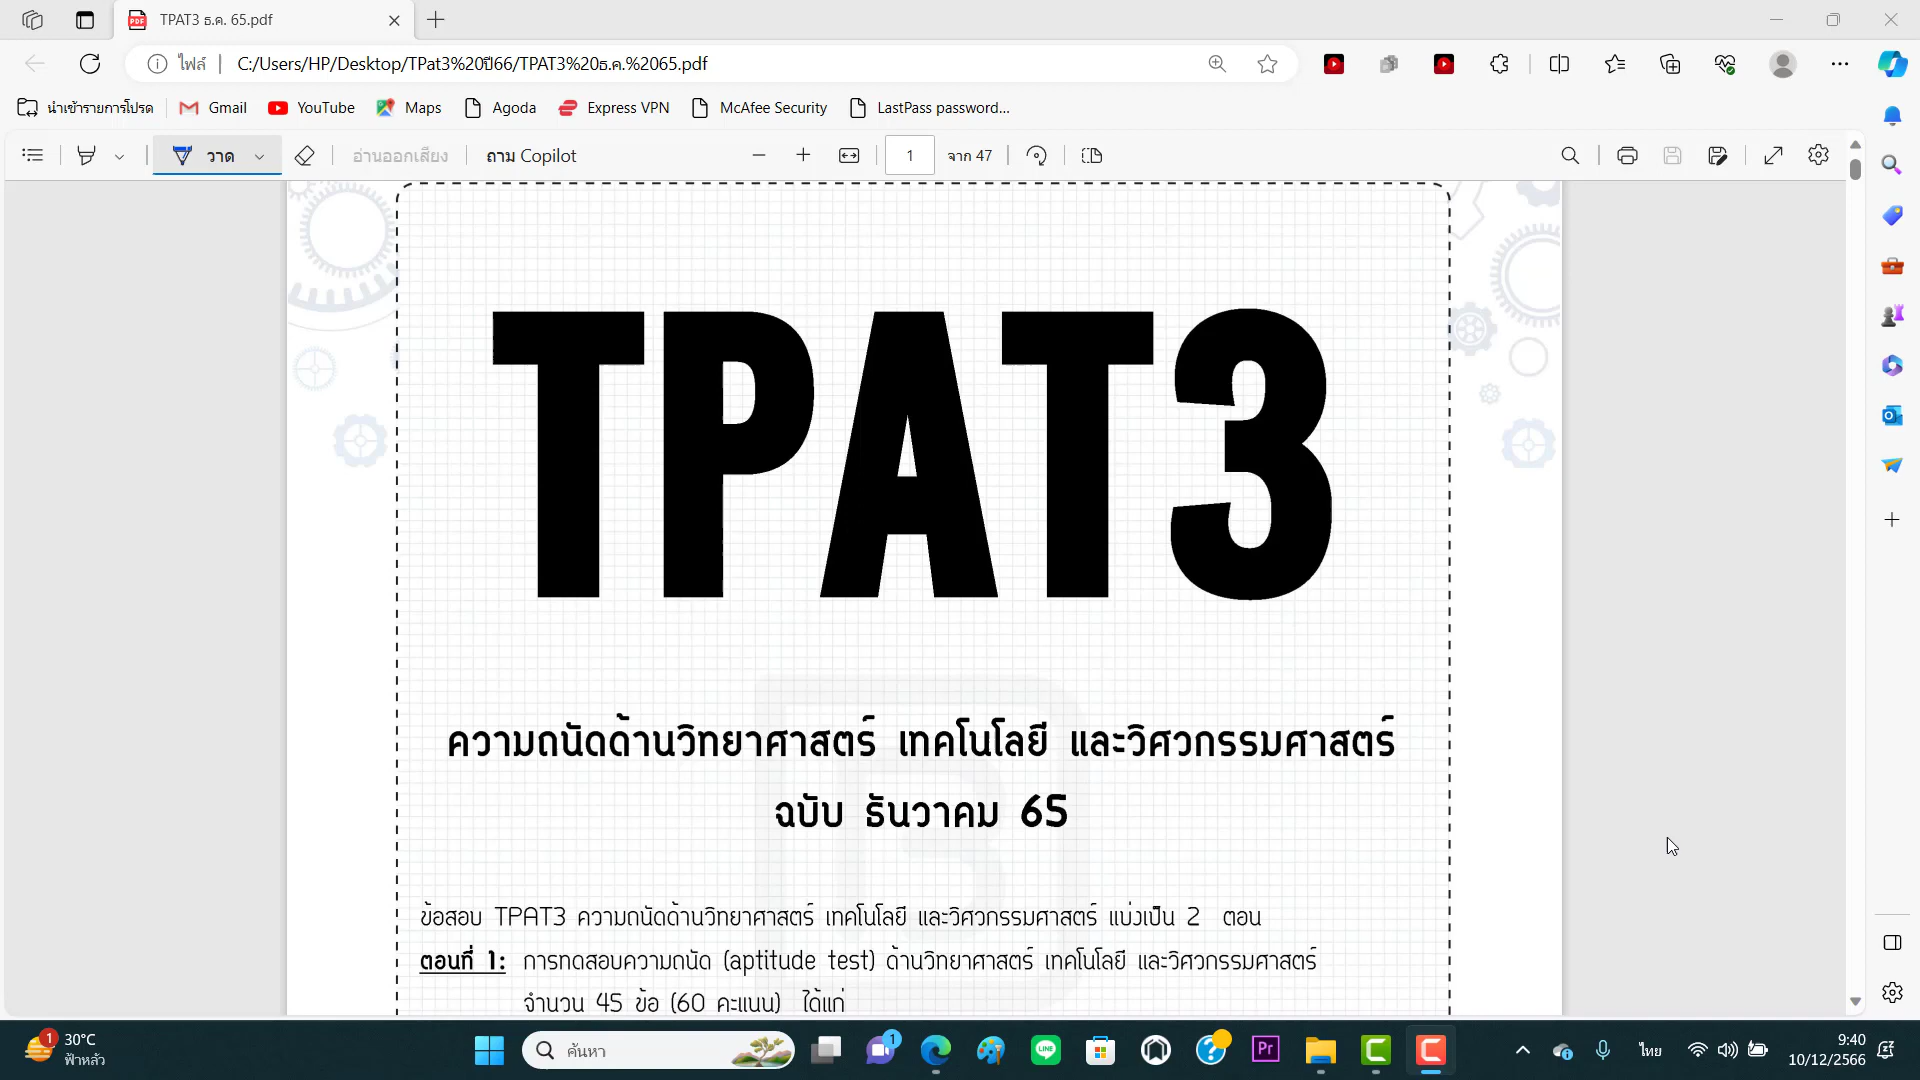 TPAT3 ธ.ค. 65.pdf
ไฟล์ C:/Users/HP/Desktop/TPat3%20ปี66/TPAT3%20ธ.ค.%2065.pdf
นำเข้ารายการโปรด Gmail YouTube Maps Agoda Express VPN McAfee Security LastPass password...
วาด อ่านออกเสียง ถาม Copilot 1 จาก 47
TPAT3
ความถนัดด้านวิทยาศาสตร์ เทคโนโลยี และวิศวกรรมศาสตร์
ฉบับ ธันวาคม 65
ข้อสอบ TPAT3 ความถนัดด้านวิทยาศาสตร์ เทคโนโลยี และวิศวกรรมศาสตร์ แบ่งเป็น 2 ตอน
ตอนที่ 1: การทดสอบความถนัด (aptitude test) ด้านวิทยาศาสตร์ เทคโนโลยี และวิศวกรรมศาสตร์
จำนวน 45 ข้อ (60 คะแนน) ได้แก่
1 30°C
ฟ้าหลัว
ค้นหา
1
LINE
Pr
ไทย
9:40
10/12/2566